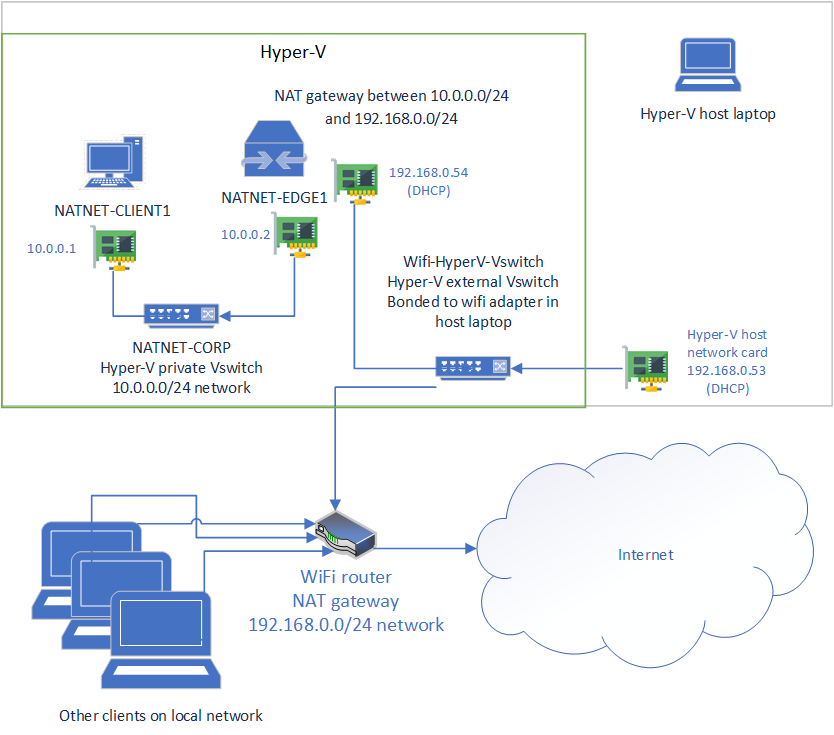 Hyper-V
NAT gateway between 10.0.0.0/24
and 192.168.0.0/24
Hyper-V host laptop
192.168.0.54
(DHCP)
NATNET-CLIENT1
NATNET-EDGE1
10.0.0.1
10.0.0.2
Wifi-HyperV-Vswitch
Hyper-V external Vswitch
Bonded to wifi adapter in
host laptop
NATNET-CORP
Hyper-V private Vswitch
10.0.0.0/24 network
Hyper-V host
network card
192.168.0.53
(DHCP)
Internet
WiFi router
NAT gateway
192.168.0.0/24 network
Other clients on local network